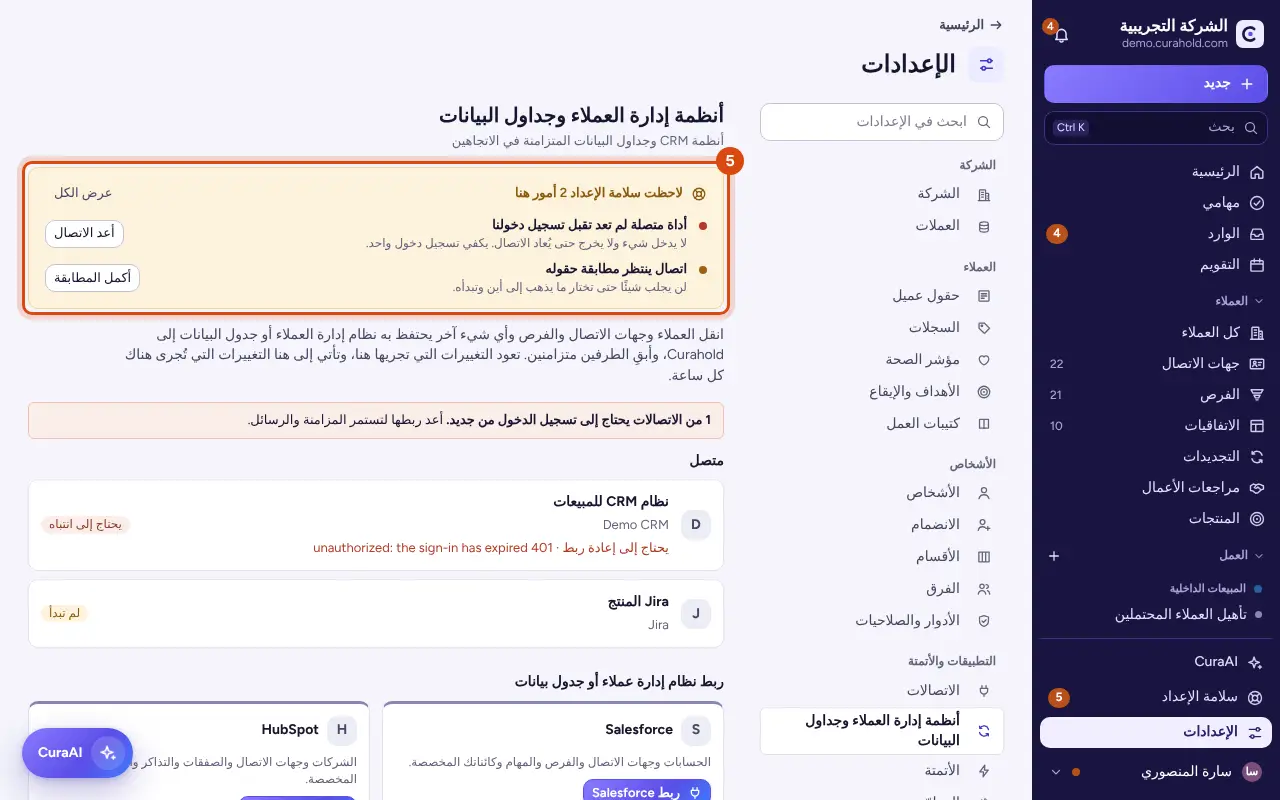 الشركة التجريبية
demo.curahold.com
4
جديد
بحث
Ctrl K
الرئيسية
مهامي
الوارد
4
التقويم
العملاء
كل العملاء
جهات الاتصال
22
الفرص
21
الاتفاقيات
10
التجديدات
مراجعات الأعمال
المنتجات
العمل
المبيعات الداخلية
تأهيل العملاء المحتملين
CuraAI
سلامة الإعداد
5
الإعدادات
سا
سارة المنصوري
الرئيسية
الإعدادات
ابحث في الإعدادات
الشركة
الشركة
العملات
العملاء
حقول عميل
السجلات
مؤشر الصحة
الأهداف والإيقاع
كتيبات العمل
الأشخاص
الأشخاص
الانضمام
الأقسام
الفرق
الأدوار والصلاحيات
التطبيقات والأتمتة
الاتصالات
أنظمة إدارة العملاء وجداول
البيانات
الأتمتة
أنظمة إدارة العملاء وجداول البيانات
أنظمة CRM وجداول البيانات المتزامنة في الاتجاهين
5
لاحظت سلامة الإعداد 2 أمور هنا
عرض الكل
أداة متصلة لم تعد تقبل تسجيل دخولنا
لا يدخل شيء ولا يخرج حتى يُعاد الاتصال. يكفي تسجيل دخول واحد.
أعد الاتصال
اتصال ينتظر مطابقة حقوله
لن يجلب شيئًا حتى تختار ما يذهب إلى أين وتبدأه.
أكمل المطابقة
انقل العملاء وجهات الاتصال والفرص وأي شيء آخر يحتفظ به نظام إدارة العملاء أو جدول البيانات إلى
Curahold، وأبقِ الطرفين متزامنين. تعود التغييرات التي تجريها هنا، وتأتي إلى هنا التغييرات التي تُجرى هناك
كل ساعة.
1 من الاتصالات يحتاج إلى تسجيل الدخول من جديد. أعد ربطها لتستمر المزامنة والرسائل.
متصل
D
نظام CRM للمبيعات
Demo CRM
يحتاج إلى إعادة ربط · 401 unauthorized: the sign-in has expired
يحتاج إلى انتباه
J
Jira المنتج
Jira
لم تبدأ
ربط نظام إدارة عملاء أو جدول بيانات
S
Salesforce
الحسابات وجهات الاتصال والفرص والمهام وكائناتك المخصصة.
ربط Salesforce
H
HubSpot
الشركات وجهات الاتصال والصفقات والتذاكر
المخصصة.
CuraAI